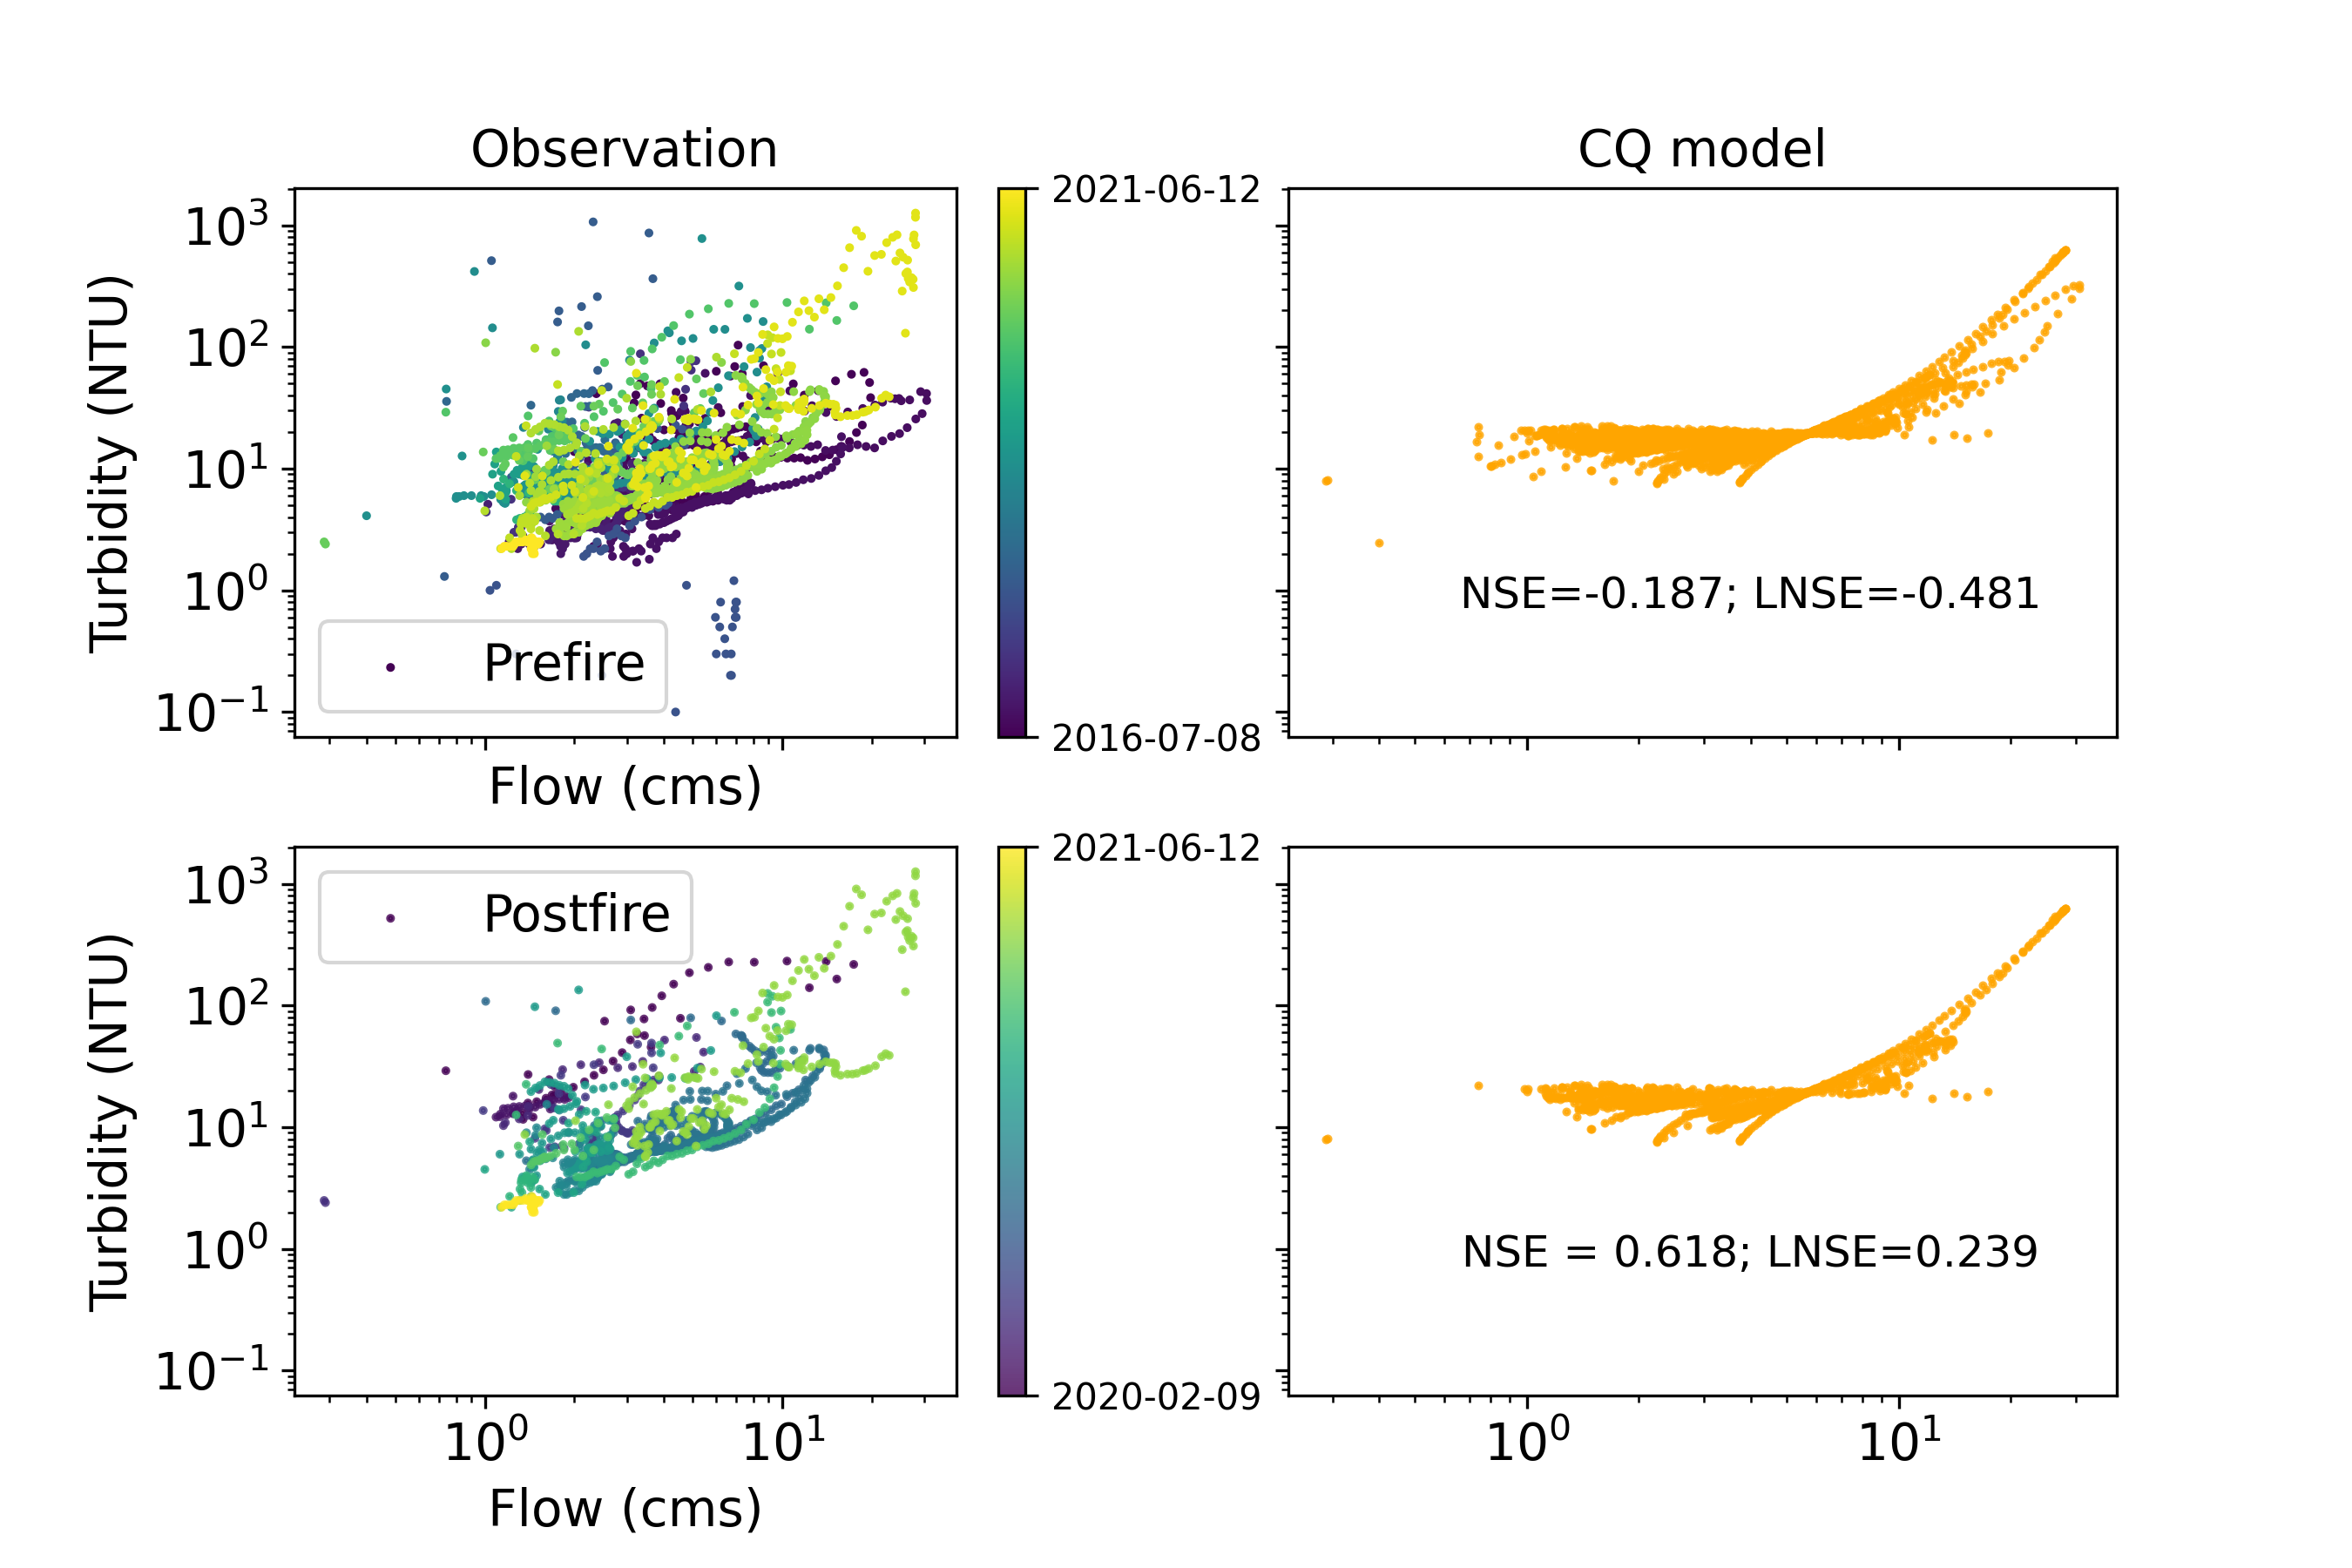 Observation
CQ model
Turbidity (NTU)
10³
10²
10¹
10⁰
10⁻¹
Prefire
Flow (cms)
2021-06-12
2016-07-08
NSE=-0.187; LNSE=-0.481
Turbidity (NTU)
10³
10²
10¹
10⁰
10⁻¹
Postfire
10⁰ 10¹
Flow (cms)
2021-06-12
2020-02-09
NSE = 0.618; LNSE=0.239
10⁰ 10¹